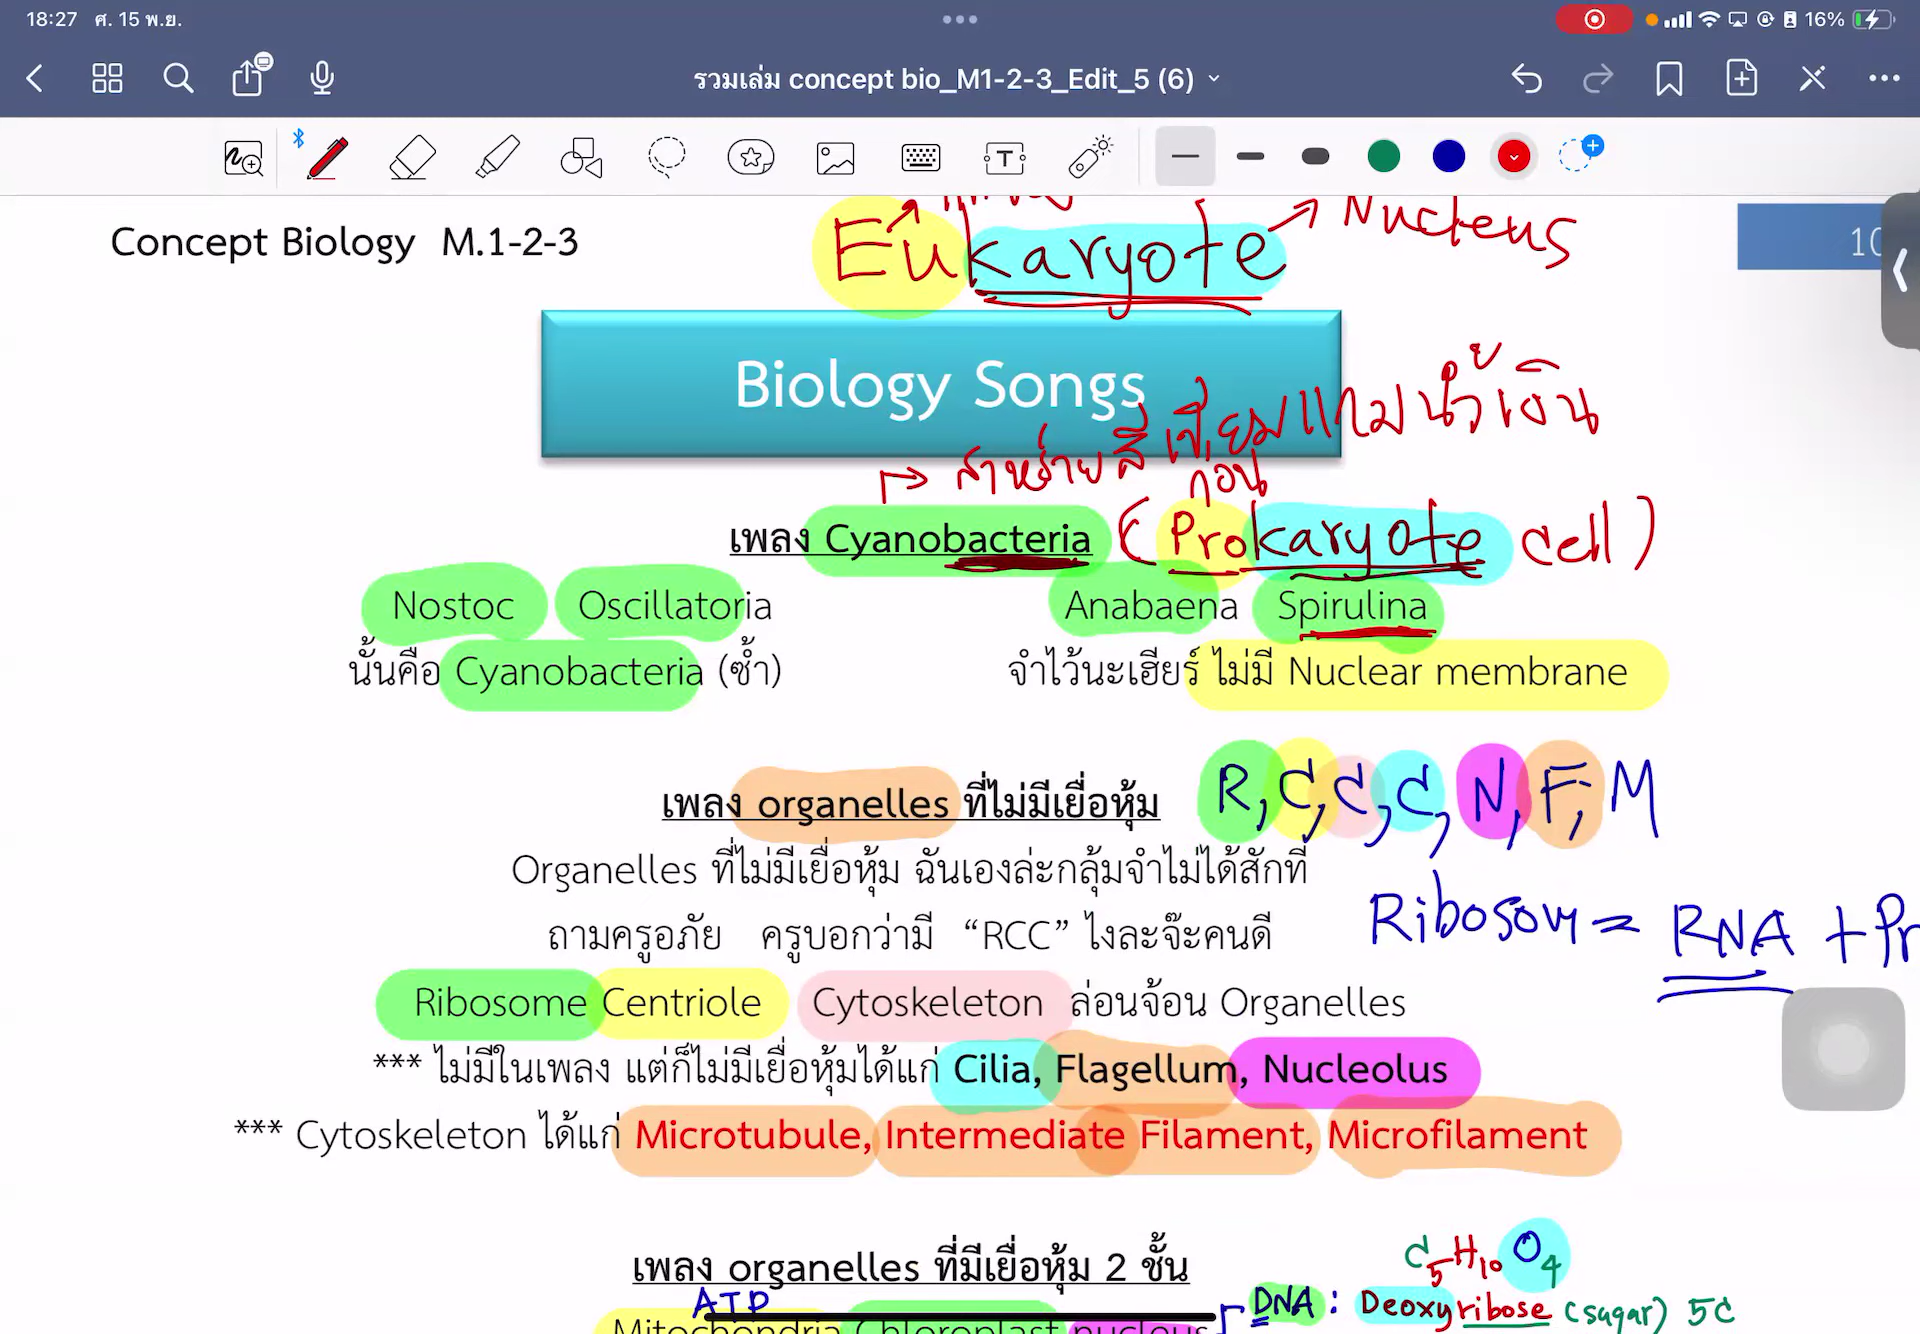 18:27 ศ. 15 พ.ย.
16%
รวมเล่ม concept bio_M1-2-3_Edit_5 (6)
Concept Biology M.1-2-3
Eukaryote
Nucleus
10
Biology Songs
สาหร่ายสีเขียวแกมน้ำเงิน
ก่อน
เพลง Cyanobacteria (Prokaryote cell)
Nostoc Oscillatoria Anabaena Spirulina
นั้นคือ Cyanobacteria (ซ้ำ) จำไว้นะเฮียร์ ไม่มี Nuclear membrane
เพลง organelles ที่ไม่มีเยื่อหุ้ม R, C, C, C, N, F, M
Organelles ที่ไม่มีเยื่อหุ้ม ฉันเองล่ะกลุ้มจำไม่ได้สักที
ถามครูอภัย ครูบอกว่ามี “RCC” ไงละจ๊ะคนดี
Ribosom = RNA + Pr
Ribosome Centriole Cytoskeleton ล่อนจ้อน Organelles
*** ไม่มีในเพลง แต่ก็ไม่มีเยื่อหุ้มได้แก่ Cilia, Flagellum, Nucleolus
*** Cytoskeleton ได้แก่ Microtubule, Intermediate Filament, Microfilament
เพลง organelles ที่มีเยื่อหุ้ม 2 ชั้น
C5H10O4
ATP
DNA : Deoxyribose (sugar) 5C
Mitochondria Chloroplast nucleus